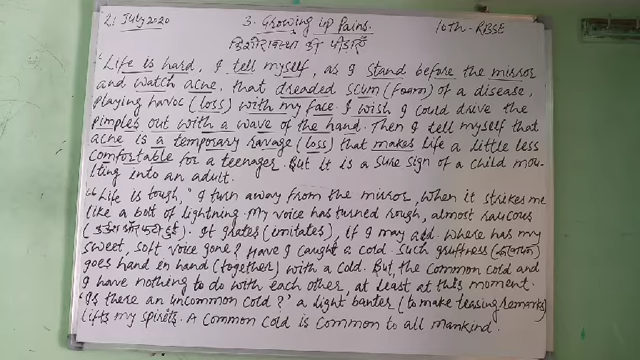 21 July 2020 3. Growing Up Pains. 10th-RBSE
किशोरावस्था की पीडाएँ
"Life is hard, I tell myself, as I stand before the mirror
and watch acne, that dreaded scum (foam) of a disease,
playing havoc (loss) with my face. I wish I could drive the
pimples out with a wave of the hand. Then I tell myself that
acne is a temporary ravage (loss) that makes life a little less
comfortable for a teenager. But it is a sure sign of a child mou-
lting into an adult.
"Life is tough," I turn away from the mirror, when it strikes me
like a bolt of lightning. My voice has turned rough, almost raucous
It grates (imitates), if I may add. Where has my
sweet, soft voice gone? Have I caught a cold. Such gruffness
goes hand in hand (together) with a cold. But the common cold and
I have nothing to do with each other, at least at this moment.
"Is there an uncommon cold?" a light banter (to make teasing remarks)
lifts my spirits. A common cold is common to all mankind.